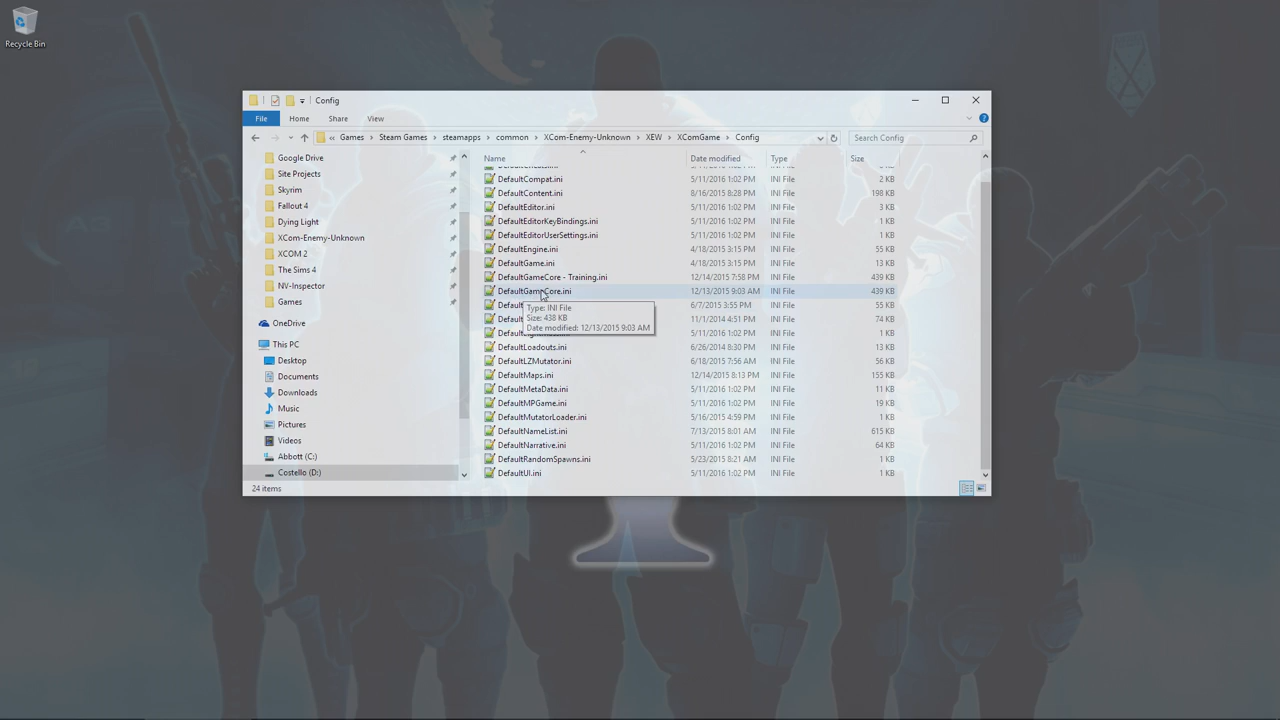 Recycle Bin
Config
File Home Share View
« Games Steam Games steamapps common XCom-Enemy-Unknown XEW XComGame Config
Search Config
Google Drive
Site Projects
Skyrim
Fallout 4
Dying Light
XCom-Enemy-Unknown
XCOM 2
The Sims 4
NV-Inspector
Games
OneDrive
This PC
Desktop
Documents
Downloads
Music
Pictures
Videos
Abbott (C:)
Costello (D:)
Name Date modified Type Size
DefaultCompat.ini 5/11/2016 1:02 PM INI File 2 KB
DefaultContent.ini 8/16/2015 8:28 PM INI File 198 KB
DefaultEditor.ini 5/11/2016 1:02 PM INI File 3 KB
DefaultEditorKeyBindings.ini 5/11/2016 1:02 PM INI File 1 KB
DefaultEditorUserSettings.ini 5/11/2016 1:02 PM INI File 1 KB
DefaultEngine.ini 4/18/2015 3:15 PM INI File 55 KB
DefaultGame.ini 4/18/2015 3:15 PM INI File 13 KB
DefaultGameCore - Training.ini 12/14/2015 7:58 PM INI File 439 KB
DefaultGameCore.ini 12/13/2015 9:03 AM INI File 439 KB
Default 6/7/2015 3:55 PM INI File 55 KB
Type: INI File
Size: 438 KB
Date modified: 12/13/2015 9:03 AM
Default 11/1/2014 4:51 PM INI File 74 KB
5/11/2016 1:02 PM INI File 1 KB
DefaultLoadouts.ini 6/26/2014 8:30 PM INI File 13 KB
DefaultLZMutator.ini 6/18/2015 7:56 AM INI File 56 KB
DefaultMaps.ini 12/14/2015 8:13 PM INI File 155 KB
DefaultMetaData.ini 5/11/2016 1:02 PM INI File 11 KB
DefaultMPGame.ini 5/11/2016 1:02 PM INI File 19 KB
DefaultMutatorLoader.ini 5/16/2015 4:59 PM INI File 1 KB
DefaultNameList.ini 7/13/2015 8:01 AM INI File 615 KB
DefaultNarrative.ini 5/11/2016 1:02 PM INI File 64 KB
DefaultRandomSpawns.ini 5/23/2015 8:21 AM INI File 1 KB
DefaultUI.ini 5/11/2016 1:02 PM INI File 1 KB
24 items